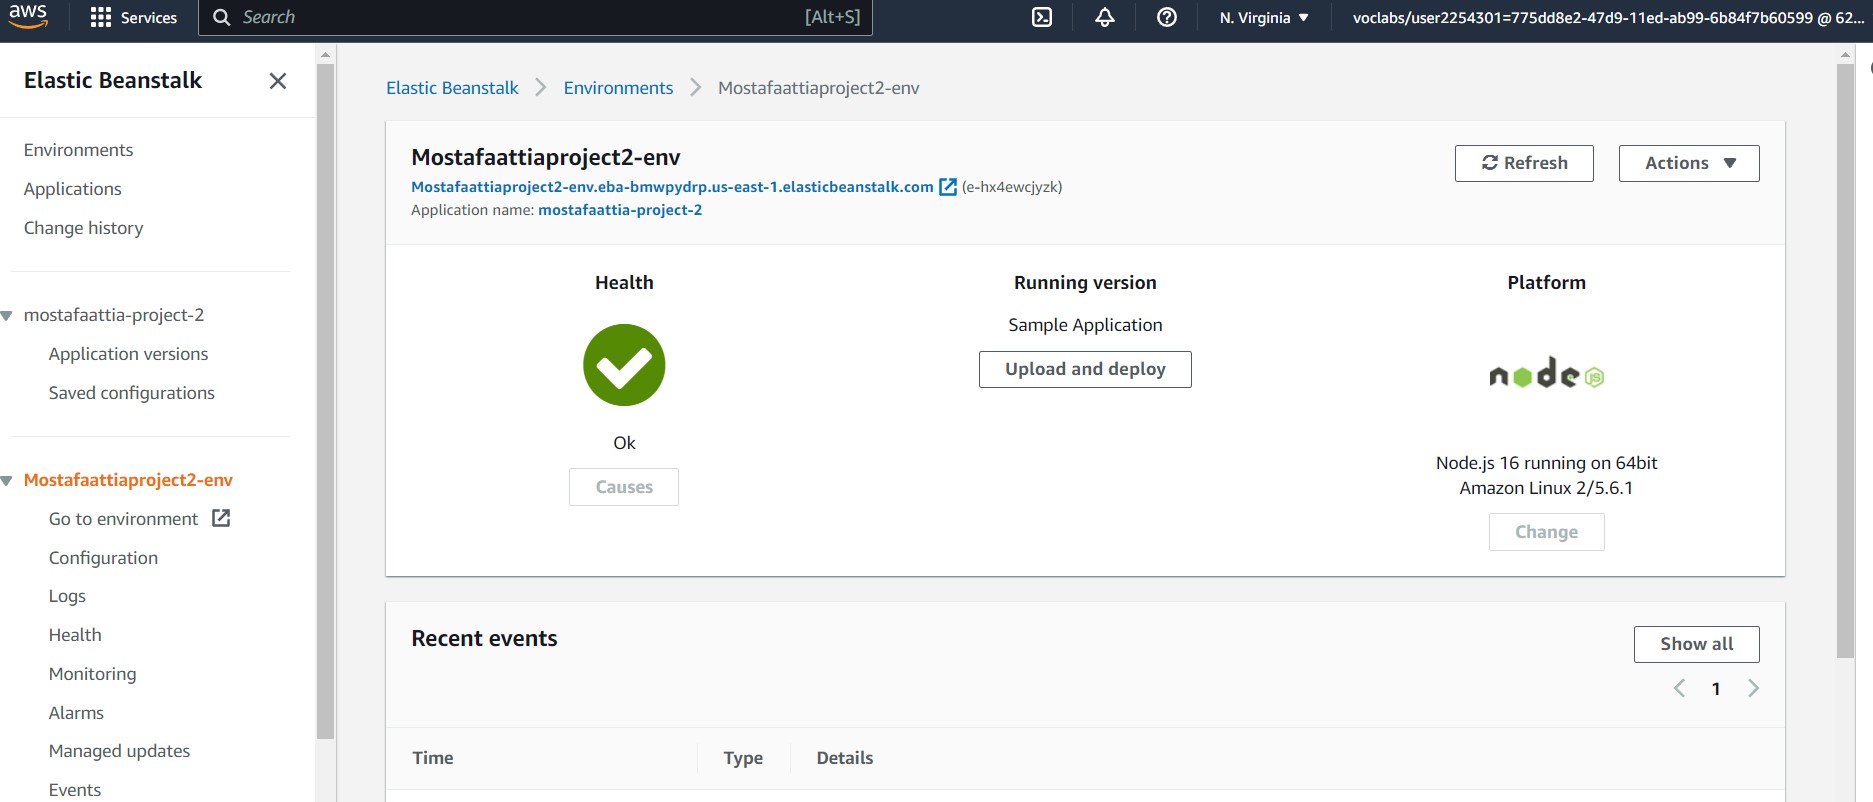 aws
Services
Search
[Alt+S]
N. Virginia
voclabs/user2254301=775dd8e2-47d9-11ed-ab99-6b84f7b60599 @ 62...
Elastic Beanstalk
Environments
Applications
Change history
mostafaattia-project-2
Application versions
Saved configurations
Mostafaattiaproject2-env
Go to environment
Configuration
Logs
Health
Monitoring
Alarms
Managed updates
Events
Elastic Beanstalk > Environments > Mostafaattiaproject2-env
Mostafaattiaproject2-env
Mostafaattiaproject2-env.eba-bmwpydrp.us-east-1.elasticbeanstalk.com (e-hx4ewcjyzk)
Application name: mostafaattia-project-2
Refresh
Actions
Health
Ok
Causes
Running version
Sample Application
Upload and deploy
Platform
node JS
Node.js 16 running on 64bit
Amazon Linux 2/5.6.1
Change
Recent events
Show all
1
Time
Type
Details